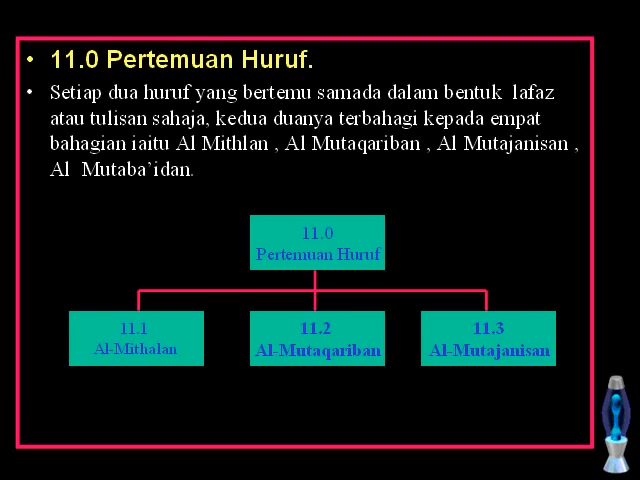 • 11.0 Pertemuan Huruf.
• Setiap dua huruf yang bertemu samada dalam bentuk lafaz
atau tulisan sahaja, kedua duanya terbahagi kepada empat
bahagian iaitu Al Mithlan , Al Mutaqariban , Al Mutajanisan ,
Al Mutaba’idan.
11.0
Pertemuan Huruf
11.1
Al-Mithalan
11.2
Al-Mutaqariban
11.3
Al-Mutajanisan